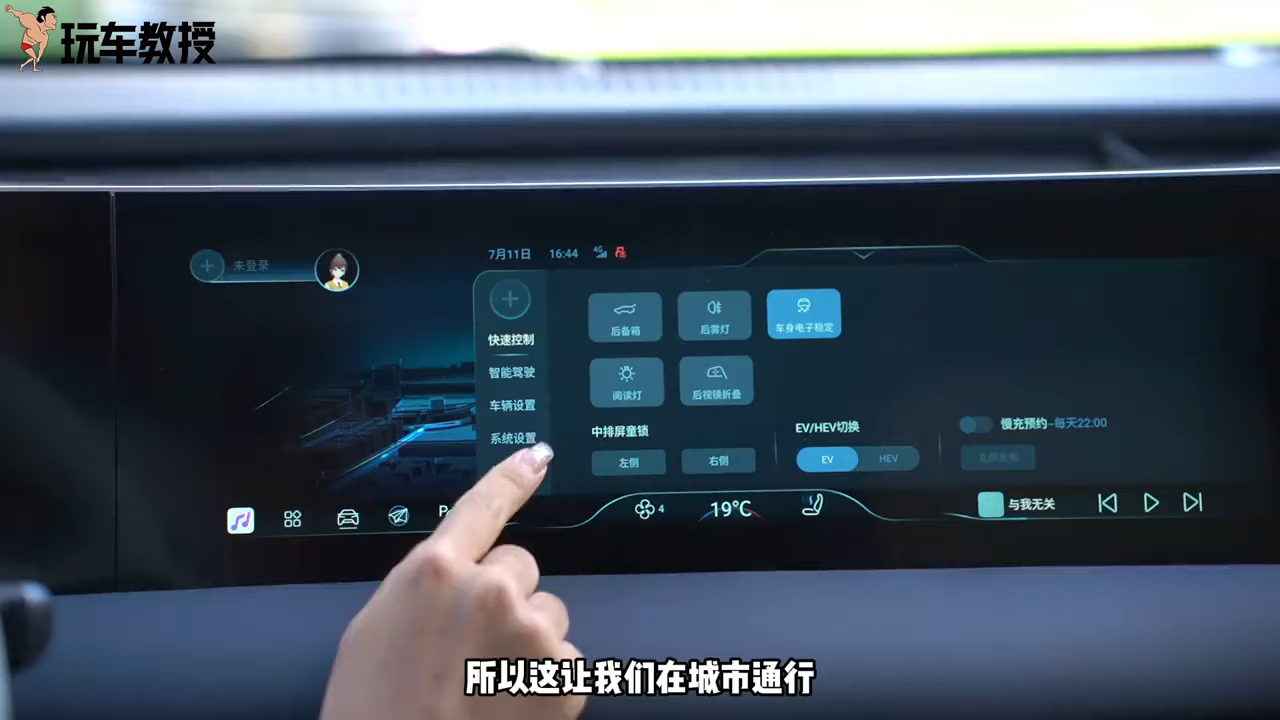 玩车教授
未登录
7月11日 16:44 4G
快速控制
智能驾驶
车辆设置
系统设置
后备箱
后雾灯
车身电子稳定
阅读灯
后视镜折叠
中排屏童锁
左侧
右侧
EV/HEV切换
EV
HEV
慢充预约-每天22:00
4
19°C
与我无关
所以这让我们在城市通行